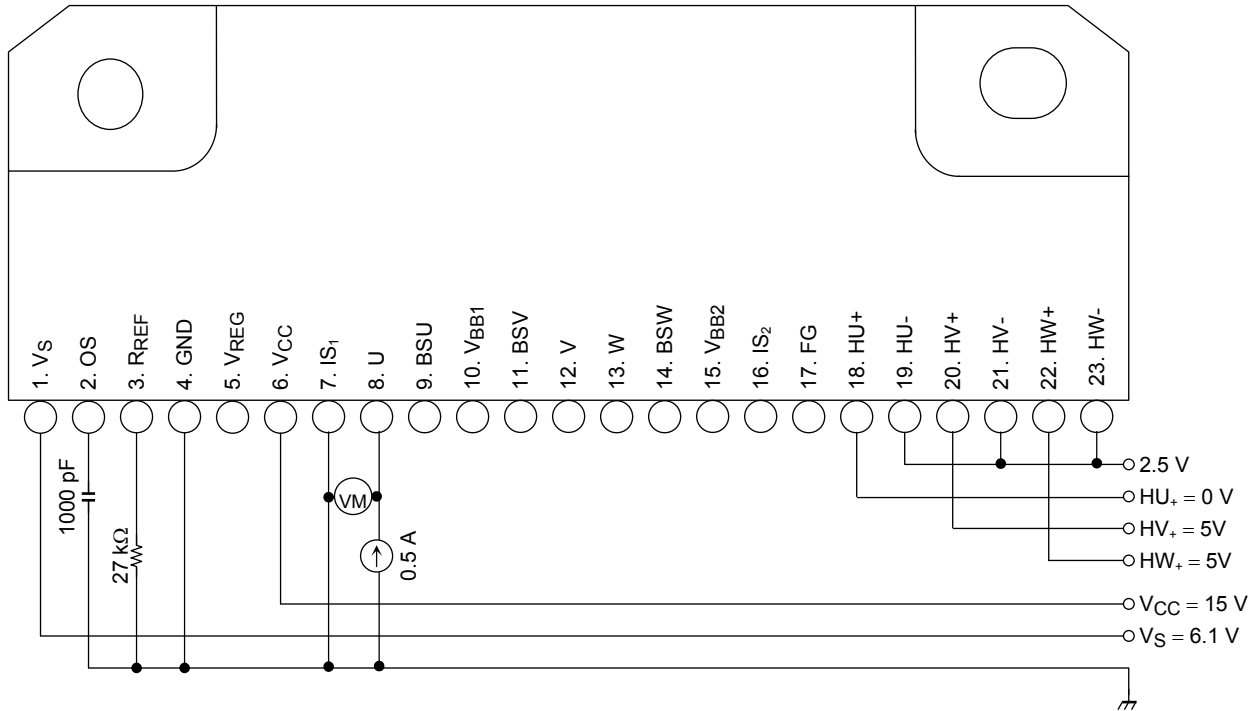 1. VS
2. OS
3. RREF
4. GND
5. VREG
6. VCC
7. IS1
8. U
9. BSU
10. VBB1
11. BSV
12. V
13. W
14. BSW
15. VBB2
16. IS2
17. FG
18. HU+
19. HU-
20. HV+
21. HV-
22. HW+
23. HW-
1000 pF
27 kΩ
VM
0.5 A
2.5 V
HU+ = 0 V
HV+ = 5V
HW+ = 5V
VCC = 15 V
VS = 6.1 V